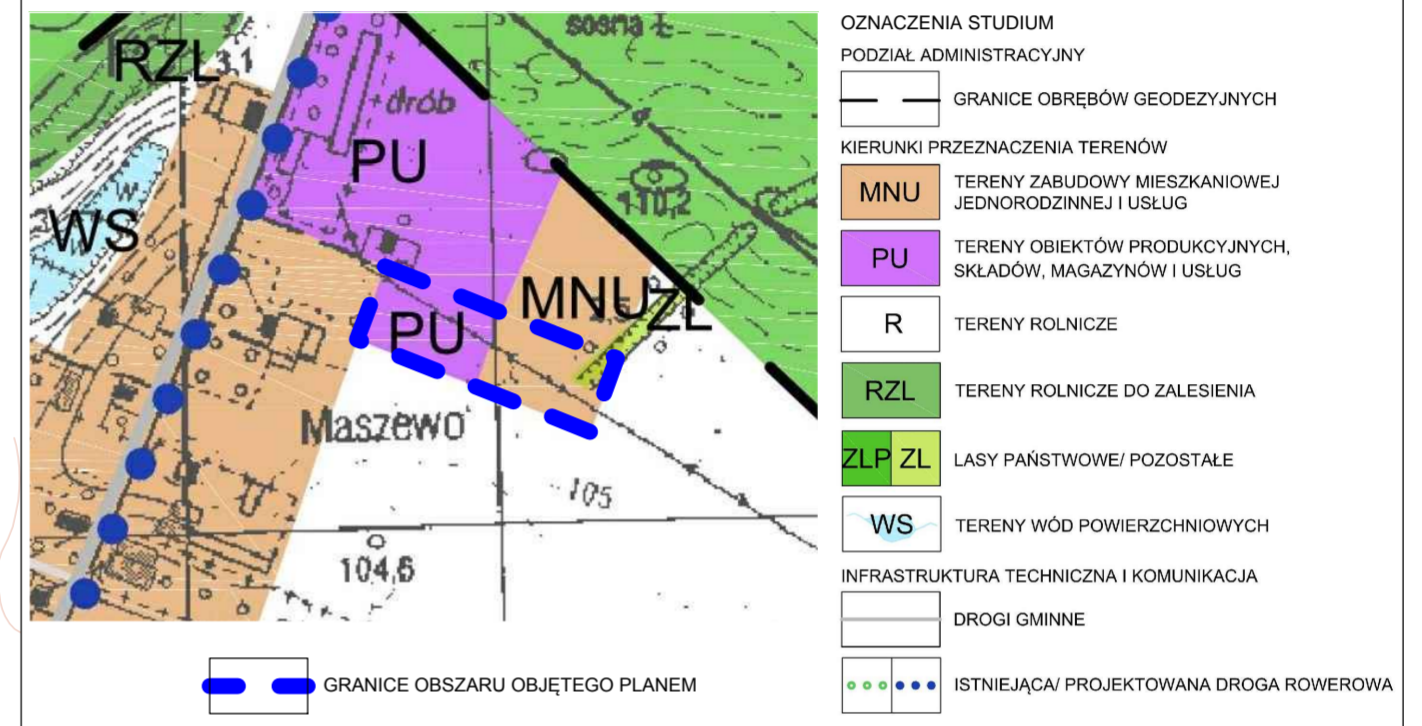 sosna
RZL
3,1
drób
PU
WS
110,2
MNU
ZL
PU
Maszewo
105
104,6
GRANICE OBSZARU OBJĘTEGO PLANEM
OZNACZENIA STUDIUM
PODZIAŁ ADMINISTRACYJNY
GRANICE OBRĘBÓW GEODEZYJNYCH
KIERUNKI PRZEZNACZENIA TERENÓW
MNU
TERENY ZABUDOWY MIESZKANIOWEJ
JEDNORODZINNEJ I USŁUG
PU
TERENY OBIEKTÓW PRODUKCYJNYCH,
SKŁADÓW, MAGAZYNÓW I USŁUG
R
TERENY ROLNICZE
RZL
TERENY ROLNICZE DO ZALESIENIA
ZLP ZL
LASY PAŃSTWOWE/ POZOSTAŁE
WS
TERENY WÓD POWIERZCHNIOWYCH
INFRASTRUKTURA TECHNICZNA I KOMUNIKACJA
DROGI GMINNE
ISTNIEJĄCA/ PROJEKTOWANA DROGA ROWEROWA